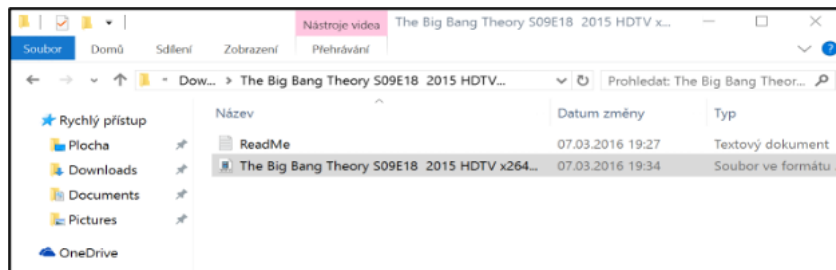 Nástroje videa The Big Bang Theory S09E18 2015 HDTV x...
Soubor Domů Sdílení Zobrazení Přehrávání
Dow... > The Big Bang Theory S09E18 2015 HDTV... Prohledat: The Big Bang Theor...
Název Datum změny Typ
Rychlý přístup
Plocha
Downloads
Documents
Pictures
OneDrive
ReadMe 07.03.2016 19:27 Textový dokument
The Big Bang Theory S09E18 2015 HDTV x264... 07.03.2016 19:34 Soubor ve formátu